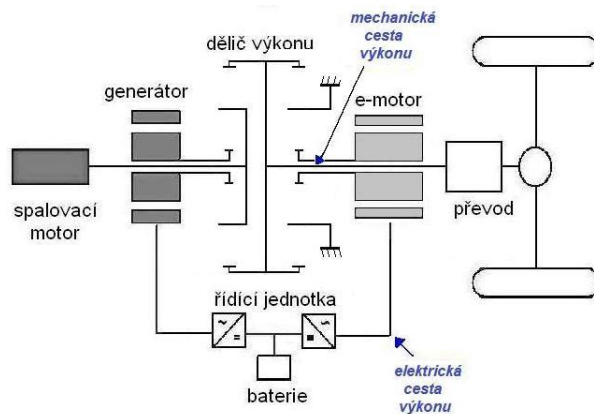 mechanická
cesta
výkonu
dělič výkonu
generátor
e-motor
spalovací
motor
převod
řídící jednotka
~
=
baterie
elektrická
cesta
výkonu